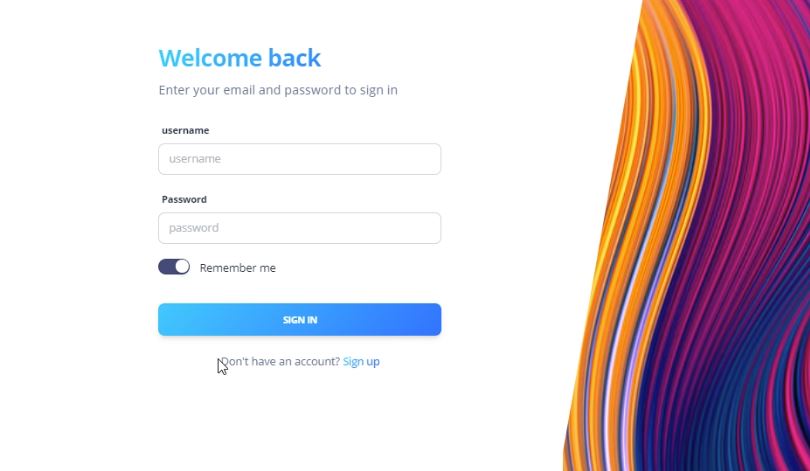 Welcome back
Enter your email and password to sign in
username
username
Password
password
Remember me
SIGN IN
Don't have an account? Sign up